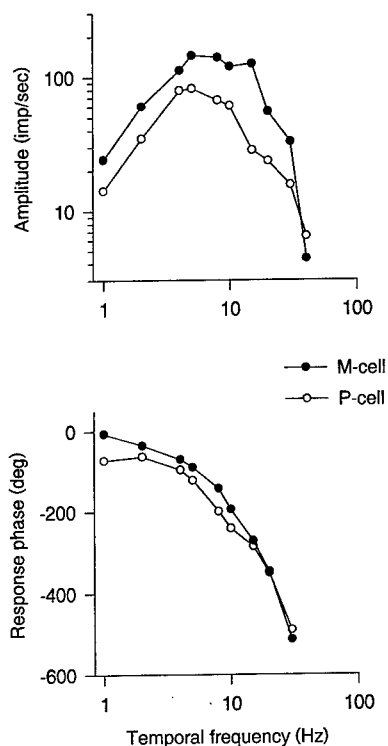 Amplitude (imp/sec)
100
10
1 10 100
M-cell
P-cell
Response phase (deg)
0
-200
-400
-600
1 10 100
Temporal frequency (Hz)